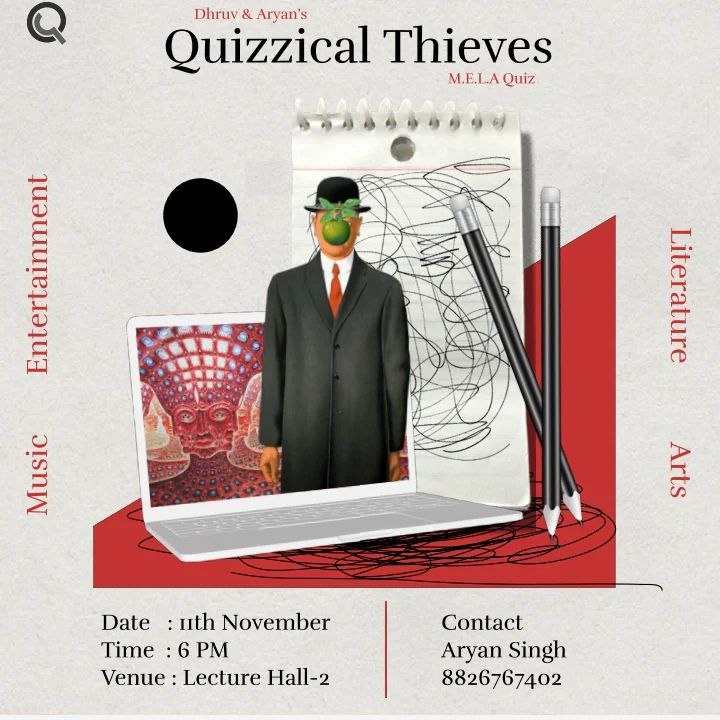 Dhruv & Aryan's
Quizzical Thieves
M.E.L.A Quiz
Music Entertainment
Literature Arts
Date : 11th November
Time : 6 PM
Venue : Lecture Hall-2
Contact
Aryan Singh
8826767402